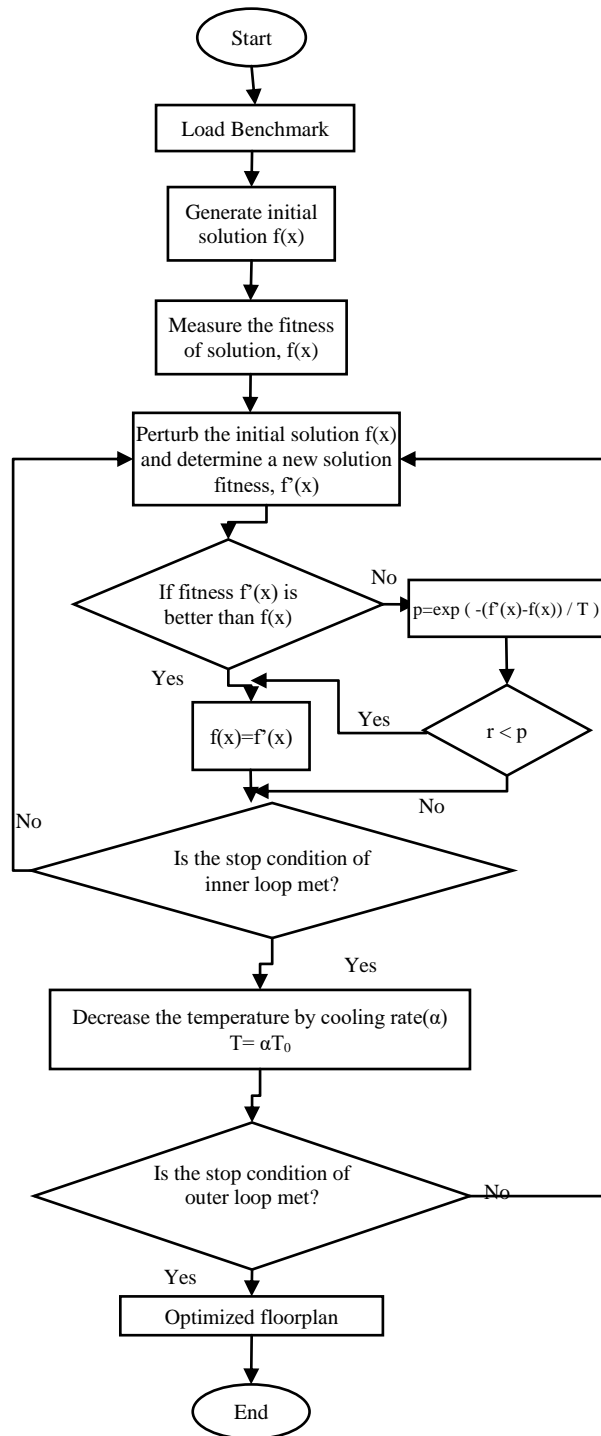 Start
Load Benchmark
Generate initial
solution f(x)
Measure the fitness
of solution, f(x)
Perturb the initial solution f(x)
and determine a new solution
fitness, f’(x)
If fitness f’(x) is
better than f(x)
No
p=exp ( -(f’(x)-f(x)) / T )
Yes
f(x)=f’(x)
Yes
r < p
No
No
Is the stop condition of
inner loop met?
Yes
Decrease the temperature by cooling rate(α)
T= αT₀
Is the stop condition of
outer loop met?
No
Yes
Optimized floorplan
End